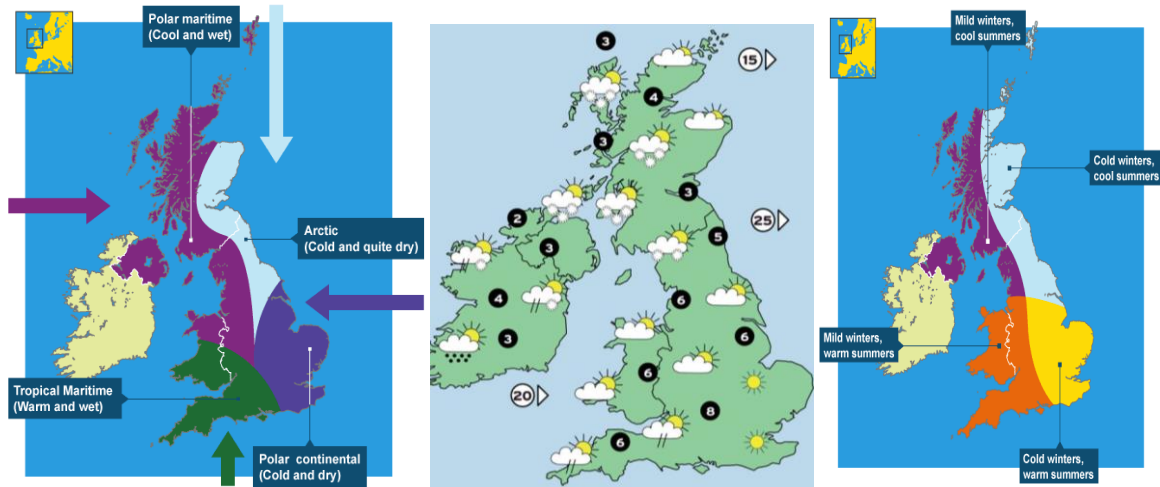 Polar maritime
(Cool and wet)
Arctic
(Cold and quite dry)
Tropical Maritime
(Warm and wet)
Polar continental
(Cold and dry)
3
15
4
3
3
2
25
3
5
4
6
3
6
20
6
8
6
Mild winters,
cool summers
Cold winters,
cool summers
Mild winters,
warm summers
Cold winters,
warm summers